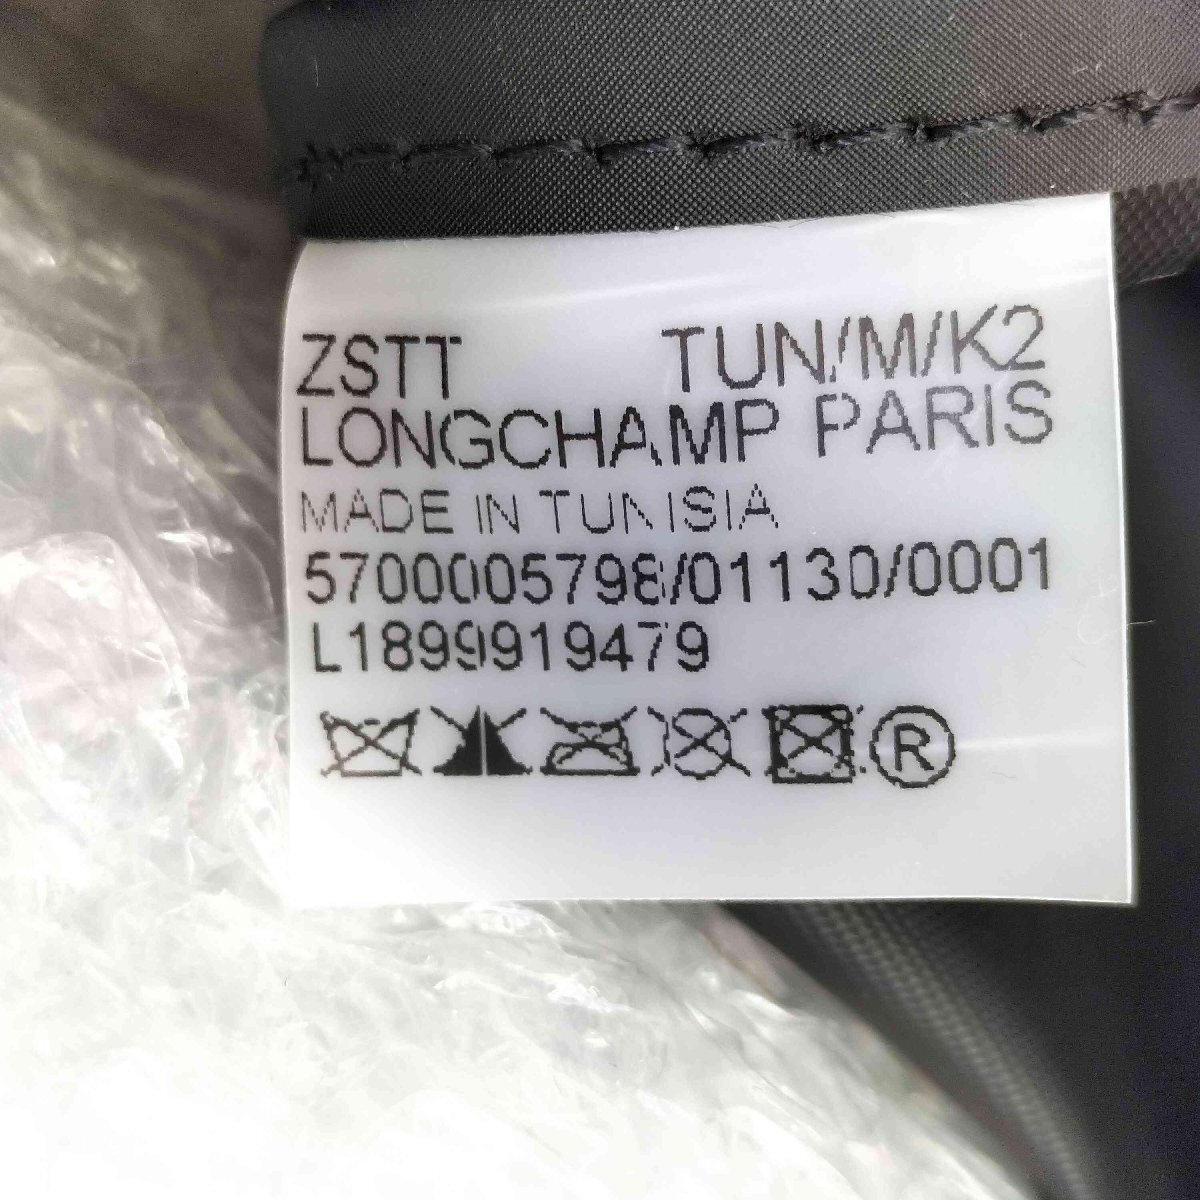 ZSTT TUN/M/K2
LONGCHAMP PARIS
MADE IN TUNISIA
5700005798/01130/0001
L1899919479
®